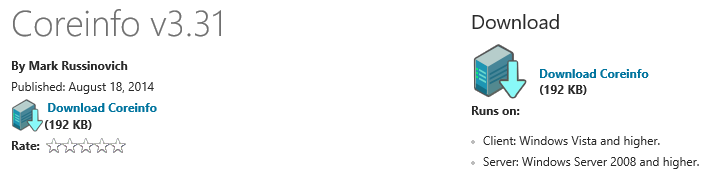 Coreinfo v3.31
By Mark Russinovich
Published: August 18, 2014
Download Coreinfo
(192 KB)
Rate:
Download
Download Coreinfo
(192 KB)
Runs on:
Client: Windows Vista and higher.
Server: Windows Server 2008 and higher.